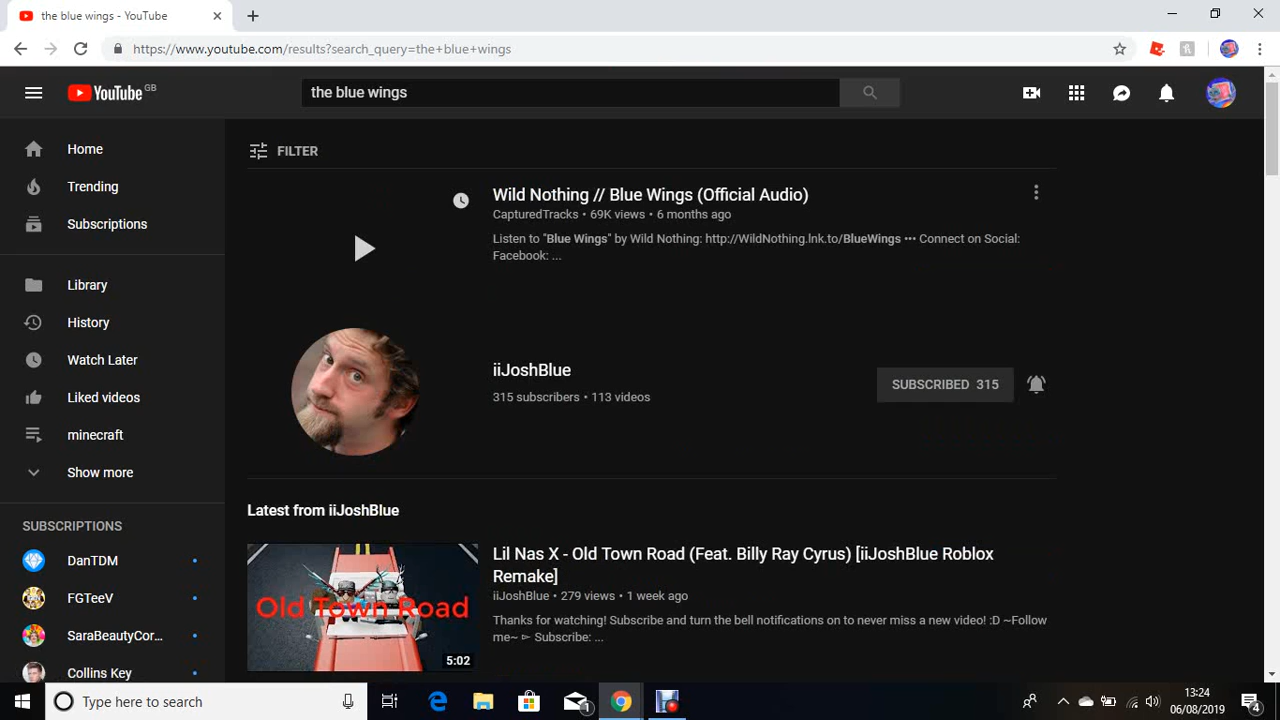 the blue wings - YouTube
https://www.youtube.com/results?search_query=the+blue+wings
YouTube GB
the blue wings
Home
Trending
Subscriptions
Library
History
Watch Later
Liked videos
minecraft
Show more
SUBSCRIPTIONS
DanTDM
FGTeeV
SaraBeautyCor...
Collins Key
FILTER
Wild Nothing // Blue Wings (Official Audio)
CapturedTracks • 69K views • 6 months ago
Listen to "Blue Wings" by Wild Nothing: http://WildNothing.lnk.to/BlueWings ••• Connect on Social:
Facebook: ...
iiJoshBlue
315 subscribers • 113 videos
SUBSCRIBED 315
Latest from iiJoshBlue
Old Town Road
5:02
Lil Nas X - Old Town Road (Feat. Billy Ray Cyrus) [iiJoshBlue Roblox
Remake]
iiJoshBlue • 279 views • 1 week ago
Thanks for watching! Subscribe and turn the bell notifications on to never miss a new video! :D ~Follow
me~ ➣ Subscribe: ...
Type here to search
1
13:24
06/08/2019
4